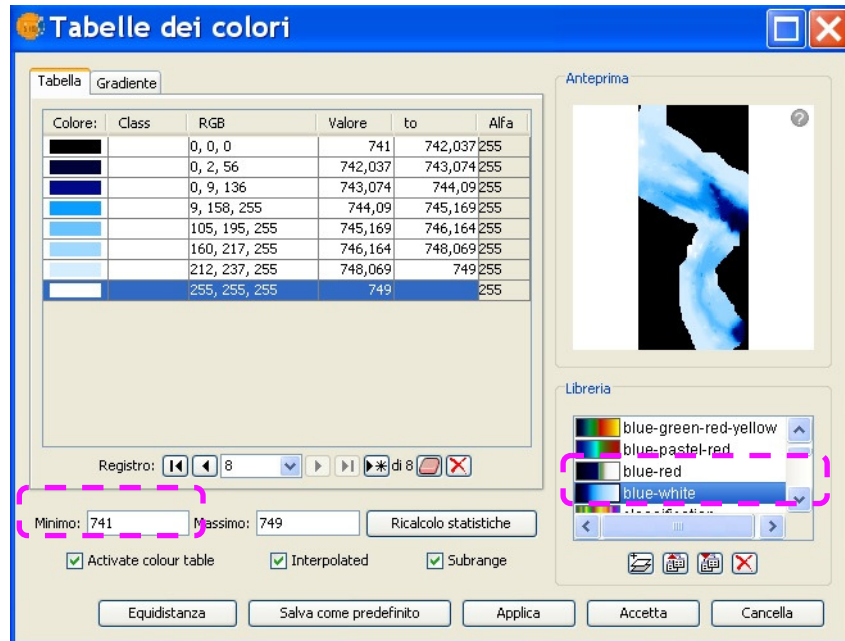 Tabelle dei colori
Tabella Gradiente
Colore: Class RGB Valore to Alfa
0, 0, 0 741 742,037 255
0, 2, 56 742,037 743,074 255
0, 9, 136 743,074 744,09 255
9, 158, 255 744,09 745,169 255
105, 195, 255 745,169 746,164 255
160, 217, 255 746,164 748,069 255
212, 237, 255 748,069 749 255
255, 255, 255 749 255
Registro: 8 di 8
Minimo: 741 Massimo: 749 Ricalcolo statistiche
Activate colour table Interpolated Subrange
Anteprima
?
Libreria
blue-green-red-yellow
blue-pastel-red
blue-red
blue-white
classification
Equidistanza Salva come predefinito Applica Accetta Cancella